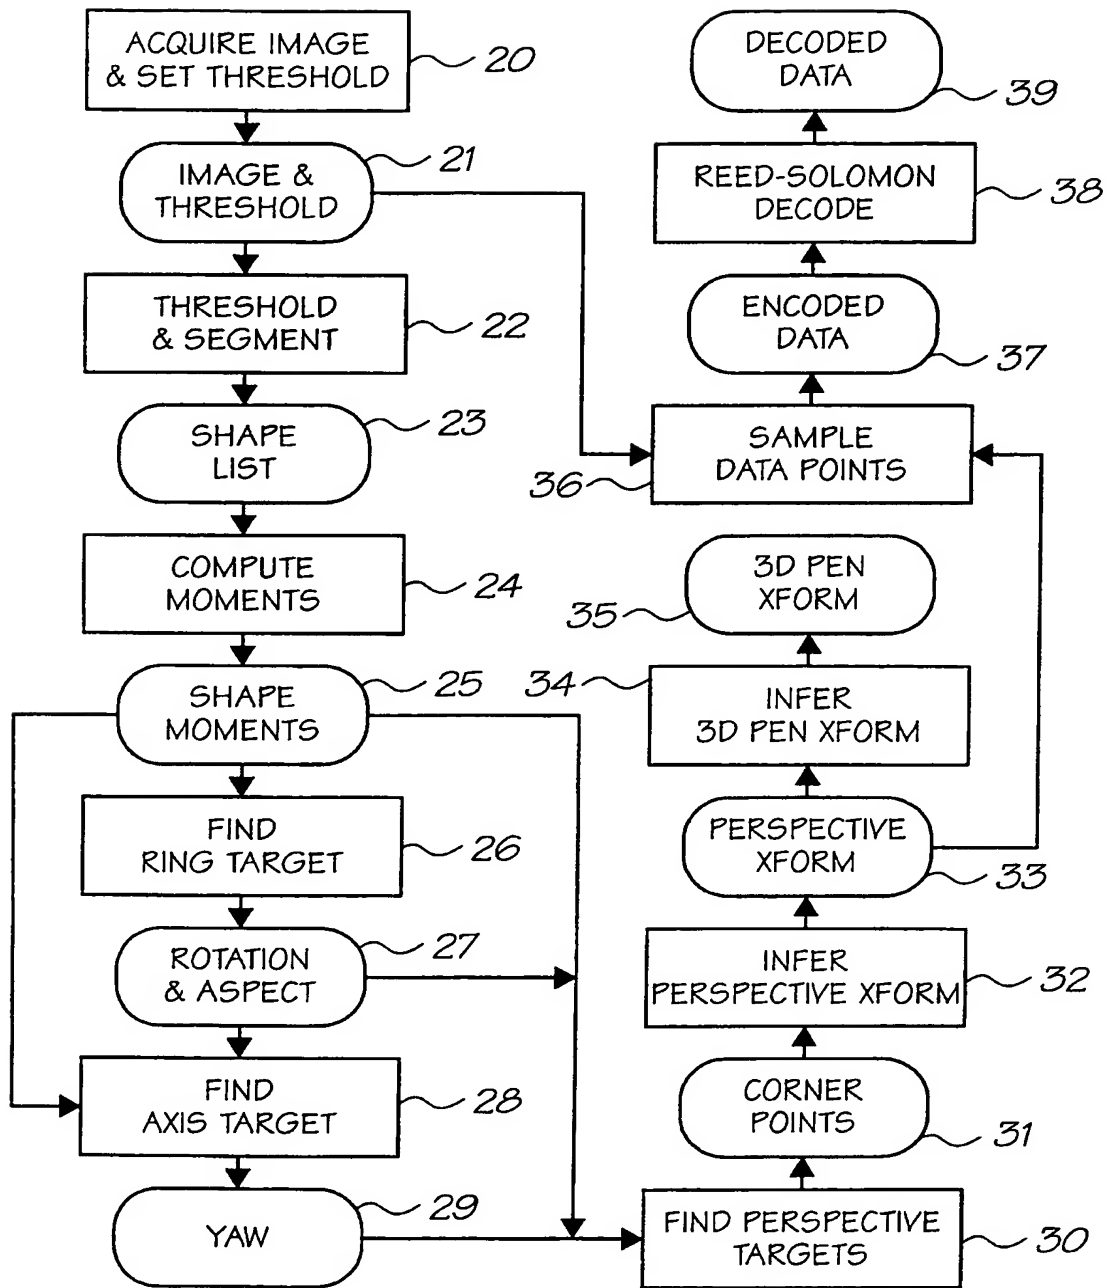 ACQUIRE IMAGE
& SET THRESHOLD
20
IMAGE &
THRESHOLD
21
THRESHOLD
& SEGMENT
22
SHAPE
LIST
23
COMPUTE
MOMENTS
24
SHAPE
MOMENTS
25
FIND
RING TARGET
26
ROTATION
& ASPECT
27
FIND
AXIS TARGET
28
YAW
29
DECODED
DATA
39
REED-SOLOMON
DECODE
38
ENCODED
DATA
37
SAMPLE
DATA POINTS
36
3D PEN
XFORM
35
INFER
3D PEN XFORM
34
PERSPECTIVE
XFORM
33
INFER
PERSPECTIVE XFORM
32
CORNER
POINTS
31
FIND PERSPECTIVE
TARGETS
30